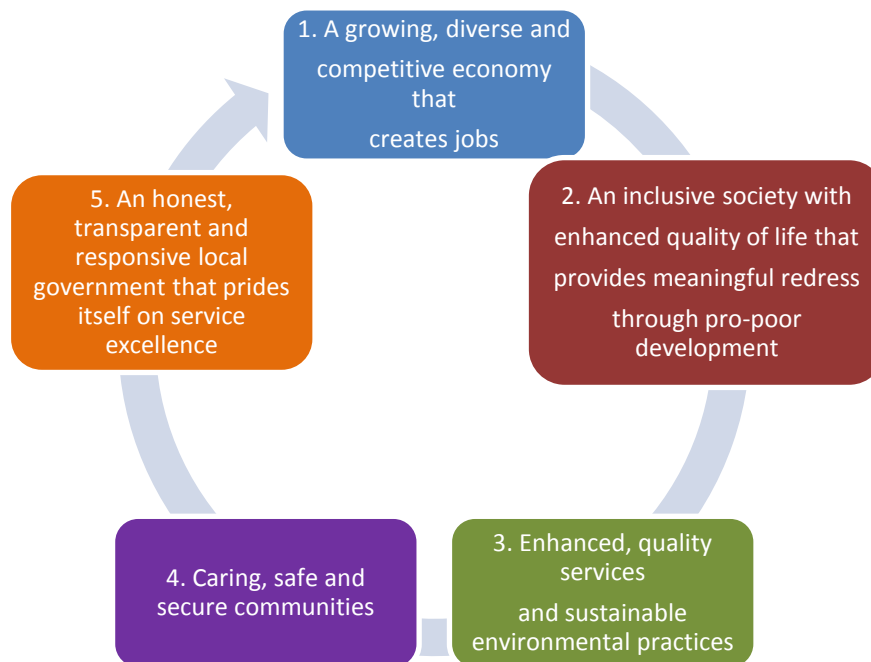 1. A growing, diverse and
competitive economy
that
creates jobs
2. An inclusive society with
enhanced quality of life that
provides meaningful redress
through pro-poor
development
3. Enhanced, quality
services
and sustainable
environmental practices
4. Caring, safe and
secure communities
5. An honest,
transparent and
responsive local
government that prides
itself on service
excellence